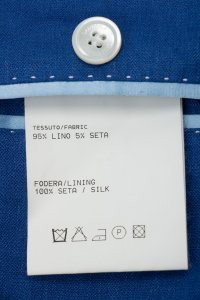 TESSUTO/FABRIC
95% LINO 5% SETA
FODERA/LINING
100% SETA / SILK